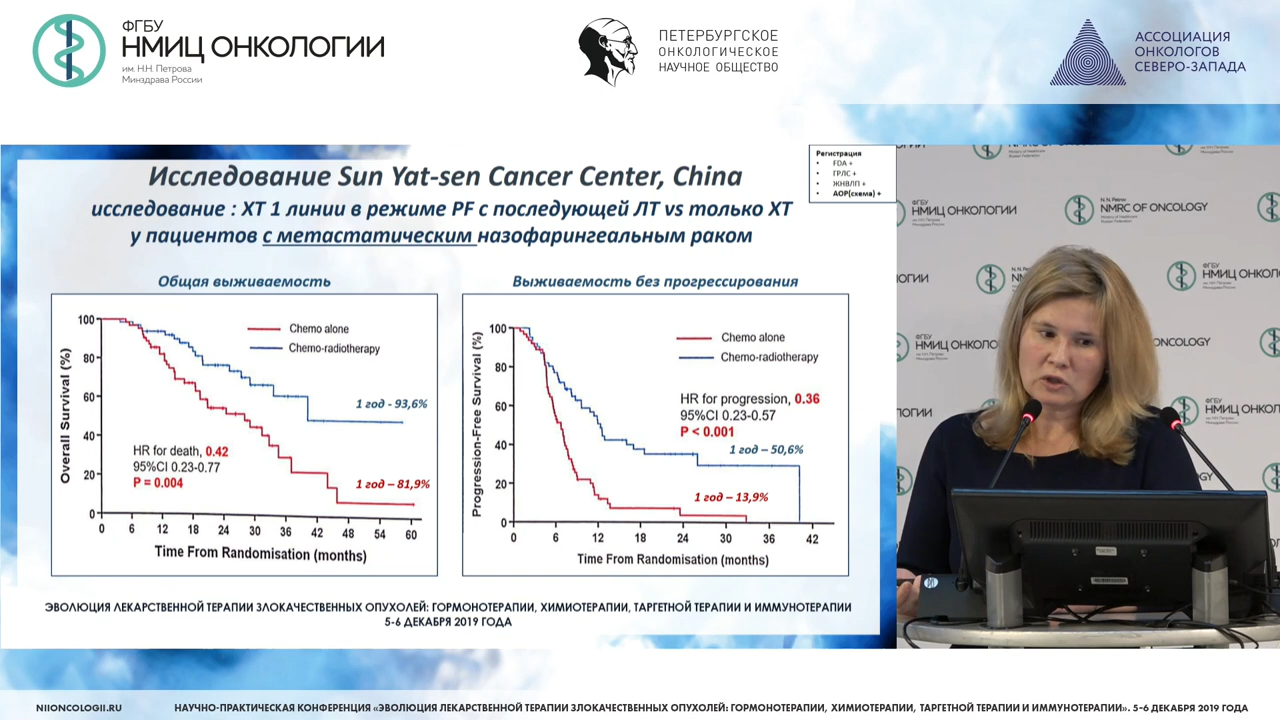 ФГБУ
НМИЦ ОНКОЛОГИИ
им. Н.Н. Петрова
Минздрава России
ПЕТЕРБУРГСКОЕ
ОНКОЛОГИЧЕСКОЕ
НАУЧНОЕ ОБЩЕСТВО
АССОЦИАЦИЯ
ОНКОЛОГОВ
СЕВЕРО-ЗАПАДА
Исследование Sun Yat-sen Cancer Center, China
исследование : ХТ 1 линии в режиме PF с последующей ЛТ vs только ХТ
у пациентов с метастатическим назофарингеальным раком
Регистрация
• FDA +
• ГРЛС +
• ЖНВЛП +
• АОР(схема) +
Общая выживаемость
Overall Survival (%)
100
80
60
40
20
0
Chemo alone
Chemo-radiotherapy
1 год - 93,6%
HR for death, 0.42
95%CI 0.23-0.77
P = 0.004
1 год – 81,9%
0 6 12 18 24 30 36 42 48 54 60
Time From Randomisation (months)
Выживаемость без прогрессирования
Progression-Free Survival (%)
100
80
60
40
20
0
Chemo alone
Chemo-radiotherapy
HR for progression, 0.36
95%CI 0.23-0.57
P < 0.001
1 год – 50,6%
1 год – 13,9%
0 6 12 18 24 30 36 42
Time From Randomisation (months)
ЭВОЛЮЦИЯ ЛЕКАРСТВЕННОЙ ТЕРАПИИ ЗЛОКАЧЕСТВЕННЫХ ОПУХОЛЕЙ: ГОРМОНОТЕРАПИИ, ХИМИОТЕРАПИИ, ТАРГЕТНОЙ ТЕРАПИИ И ИММУНОТЕРАПИИ
5-6 ДЕКАБРЯ 2019 ГОДА
НМИЦ ОНКОЛОГИИ
N.N. Petrov
NMRC OF ONCOLOGY
ФГБУ
НМИЦ ОНКОЛО
NIIONCOLOGII.RU
НАУЧНО-ПРАКТИЧЕСКАЯ КОНФЕРЕНЦИЯ «ЭВОЛЮЦИЯ ЛЕКАРСТВЕННОЙ ТЕРАПИИ ЗЛОКАЧЕСТВЕННЫХ ОПУХОЛЕЙ: ГОРМОНОТЕРАПИИ, ХИМИОТЕРАПИИ, ТАРГЕТНОЙ ТЕРАПИИ И ИММУНОТЕРАПИИ». 5-6 ДЕКАБРЯ 2019 ГОДА